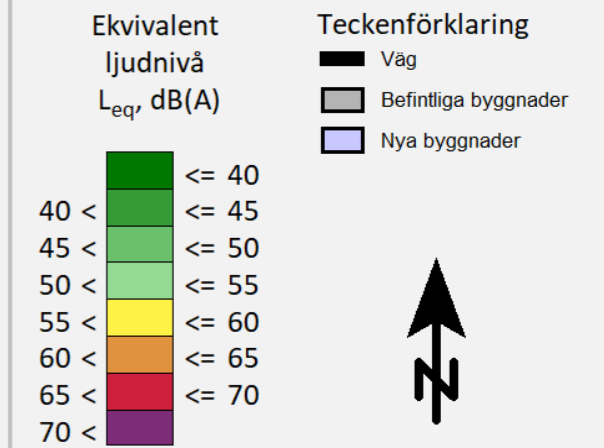 Ekvivalent
ljudnivå
Leq, dB(A)
<= 40
40 < <= 45
45 < <= 50
50 < <= 55
55 < <= 60
60 < <= 65
65 < <= 70
70 <
Teckenförklaring
Väg
Befintliga byggnader
Nya byggnader
N